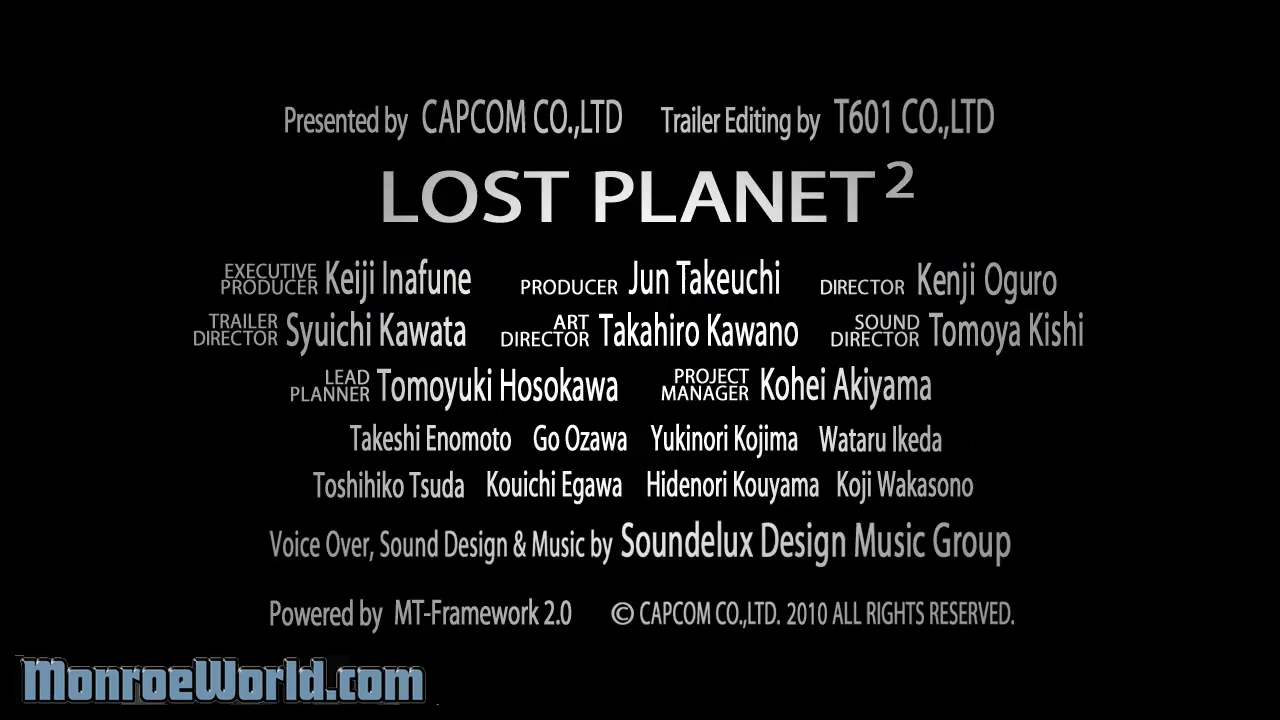 Presented by CAPCOM CO.,LTD Trailer Editing by T601 CO.,LTD
LOST PLANET 2
EXECUTIVE PRODUCER Keiji Inafune PRODUCER Jun Takeuchi DIRECTOR Kenji Oguro
TRAILER DIRECTOR Syuichi Kawata ART DIRECTOR Takahiro Kawano SOUND DIRECTOR Tomoya Kishi
LEAD PLANNER Tomoyuki Hosokawa PROJECT MANAGER Kohei Akiyama
Takeshi Enomoto Go Ozawa Yukinori Kojima Wataru Ikeda
Toshihiko Tsuda Kouichi Egawa Hidenori Kouyama Koji Wakasono
Voice Over, Sound Design & Music by Soundelux Design Music Group
Powered by MT-Framework 2.0 © CAPCOM CO.,LTD. 2010 ALL RIGHTS RESERVED.
MonroeWorld.com